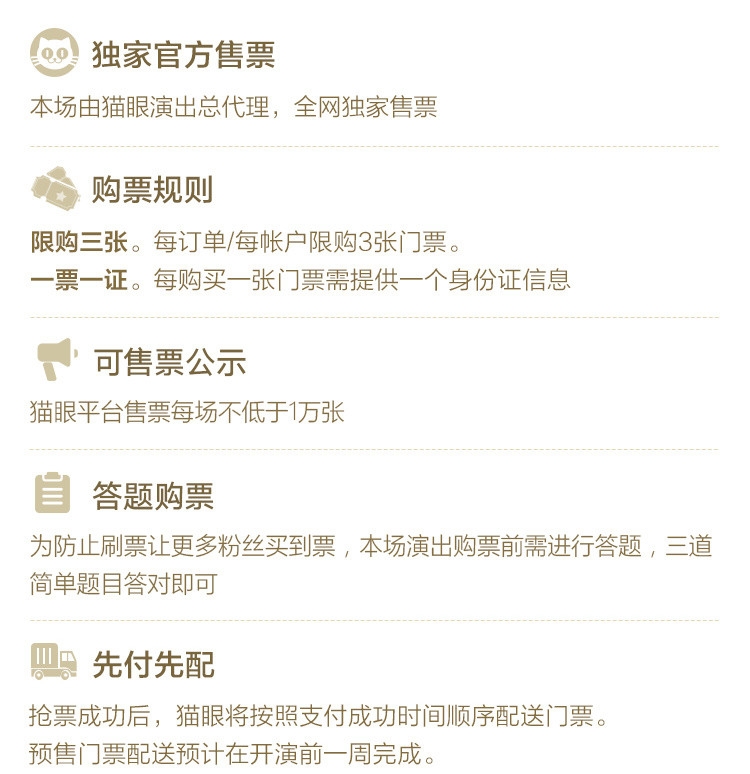 独家官方售票
本场由猫眼演出总代理，全网独家售票
购票规则
限购三张。每订单/每帐户限购3张门票。
一票一证。每购买一张门票需提供一个身份证信息
可售票公示
猫眼平台售票每场不低于1万张
答题购票
为防止刷票让更多粉丝买到票，本场演出购票前需进行答题，三道
简单题目答对即可
先付先配
抢票成功后，猫眼将按照支付成功时间顺序配送门票。
预售门票配送预计在开演前一周完成。